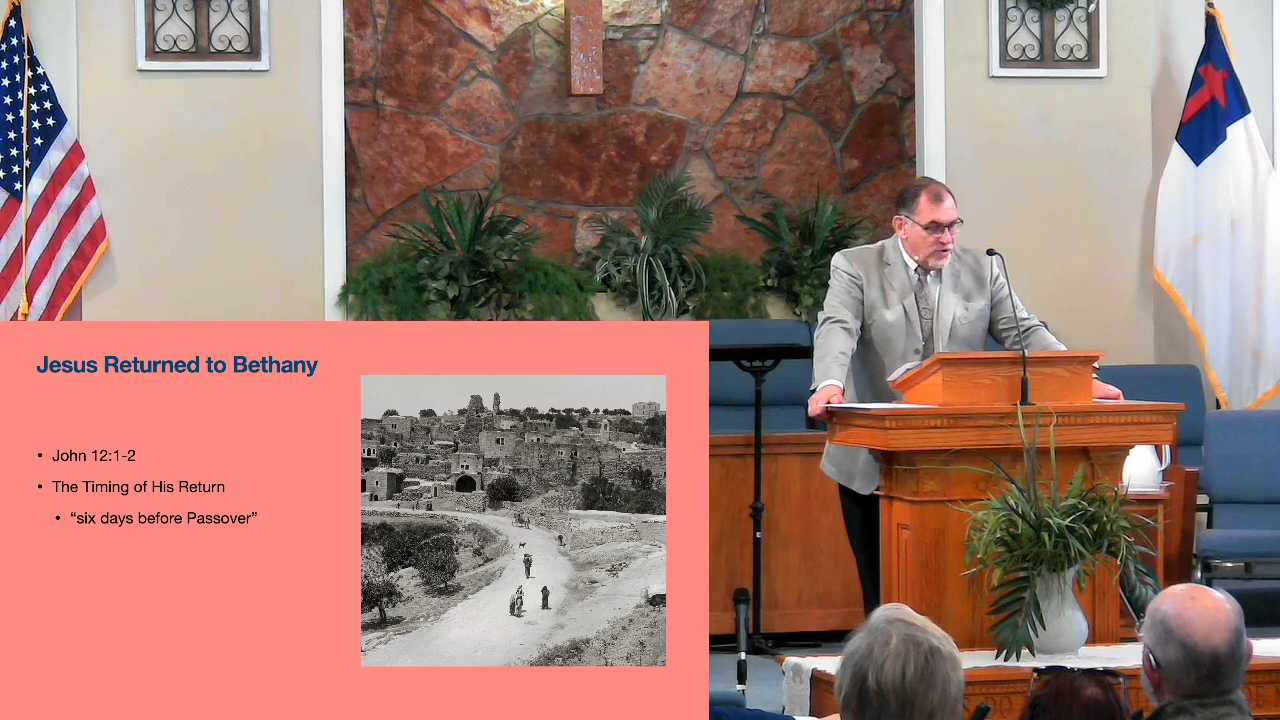 Jesus Returned to Bethany
• John 12:1-2
• The Timing of His Return
• “six days before Passover”